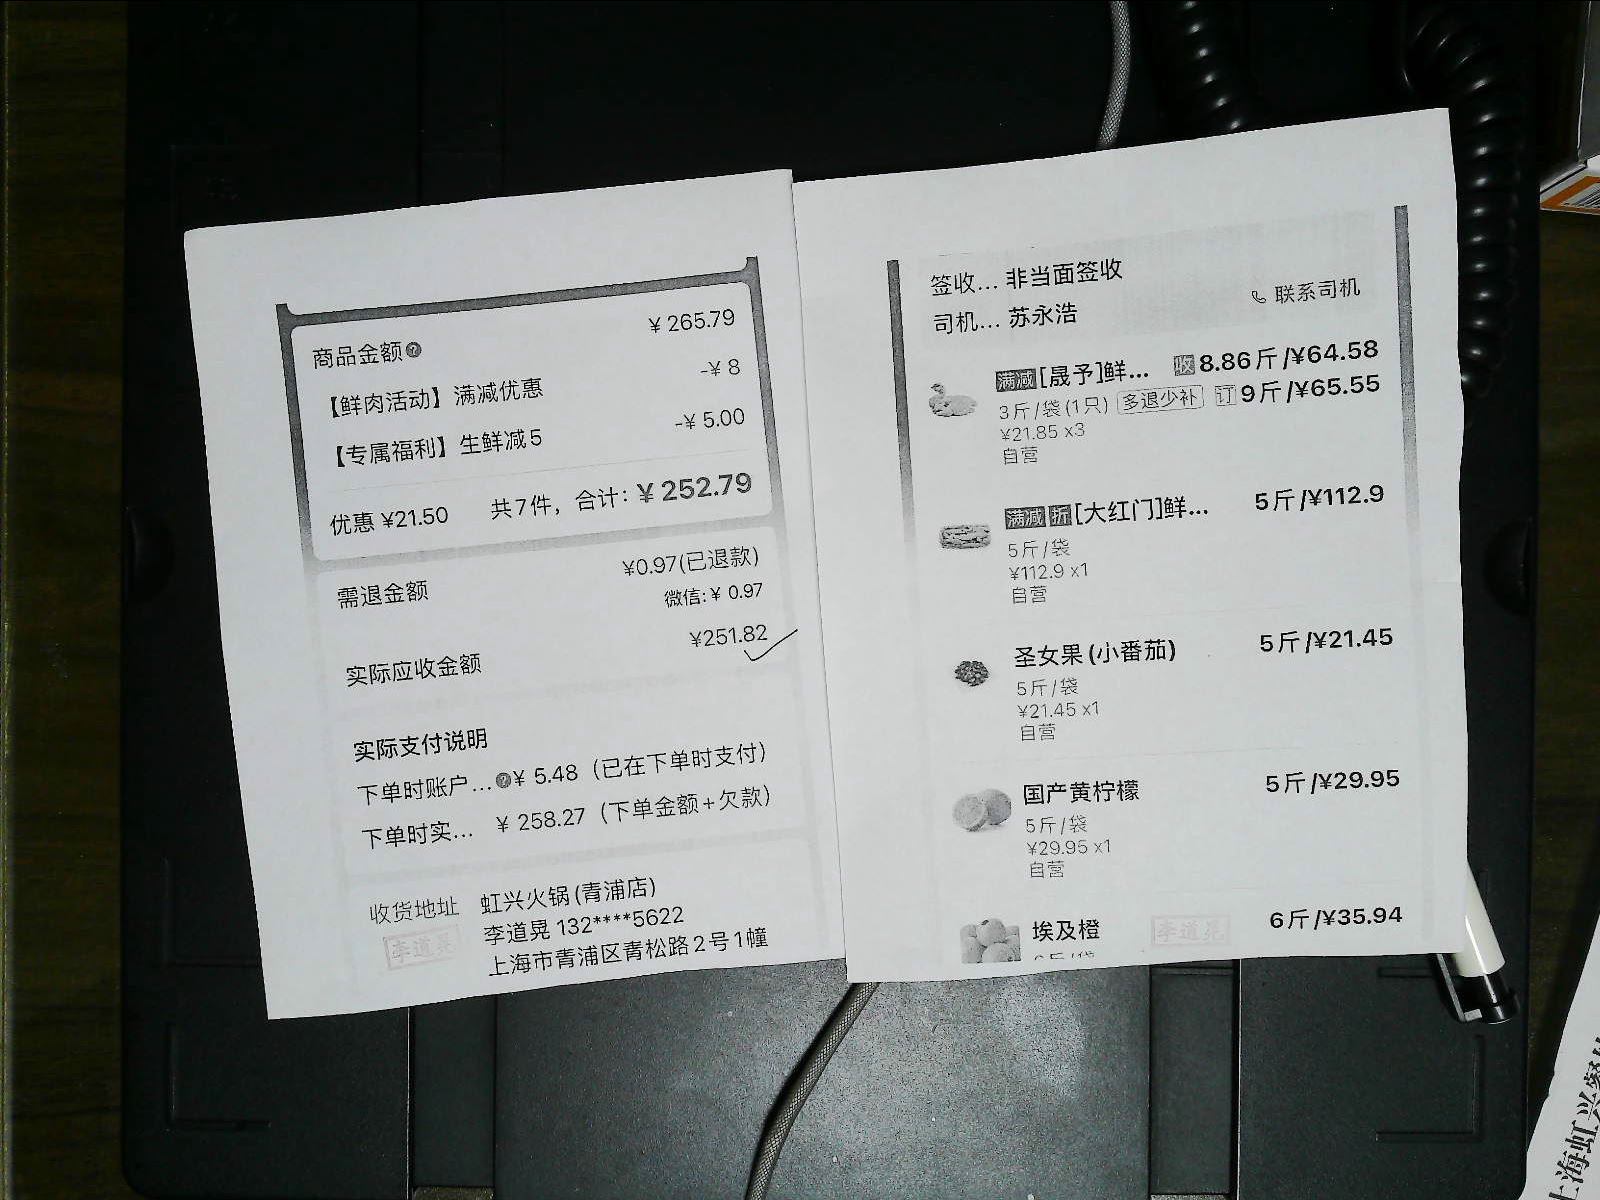 商品金额? ¥ 265.79
【鲜肉活动】满减优惠 -¥ 8
【专属福利】生鲜减5 -¥ 5.00
优惠 ¥21.50 共7件，合计：¥ 252.79
需退金额 ¥0.97(已退款)
微信:¥ 0.97
实际应收金额 ¥251.82
实际支付说明
下单时账户...?¥ 5.48（已在下单时支付）
下单时实... ¥ 258.27（下单金额+欠款）
收货地址 虹兴火锅(青浦店)
李道晃 132****5622
上海市青浦区青松路2号1幢
李道晃
签收... 非当面签收
司机... 苏永浩 联系司机
满减[晟予]鲜... 收8.86斤/¥64.58
3斤/袋(1只) 多退少补 订9斤/¥65.55
¥21.85 x3
自营
满减 折[大红门]鲜... 5斤/¥112.9
5斤/袋
¥112.9 x1
自营
圣女果(小番茄) 5斤/¥21.45
5斤/袋
¥21.45 x1
自营
国产黄柠檬 5斤/¥29.95
5斤/袋
¥29.95 x1
自营
埃及橙 李道晃 6斤/¥35.94
上海虹兴餐